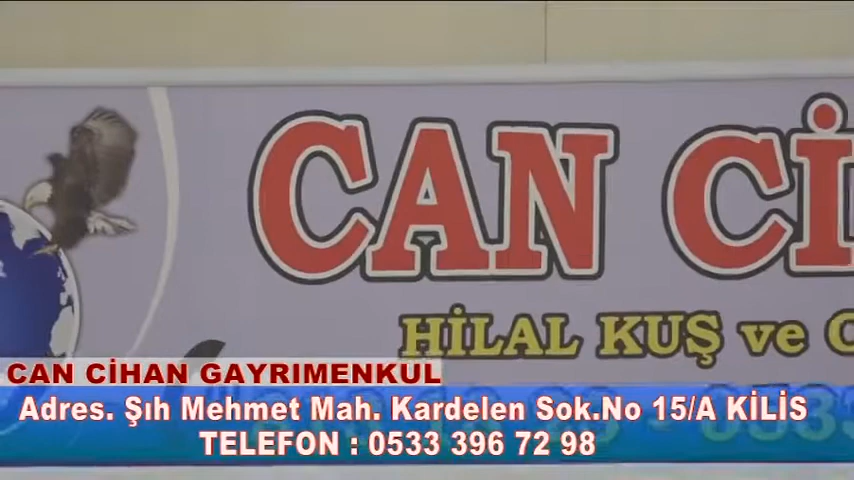 CAN Cİ
HİLAL KUŞ ve
CAN CİHAN GAYRIMENKUL
Adres. Şıh Mehmet Mah. Kardelen Sok.No 15/A KİLİS
TELEFON : 0533 396 72 98